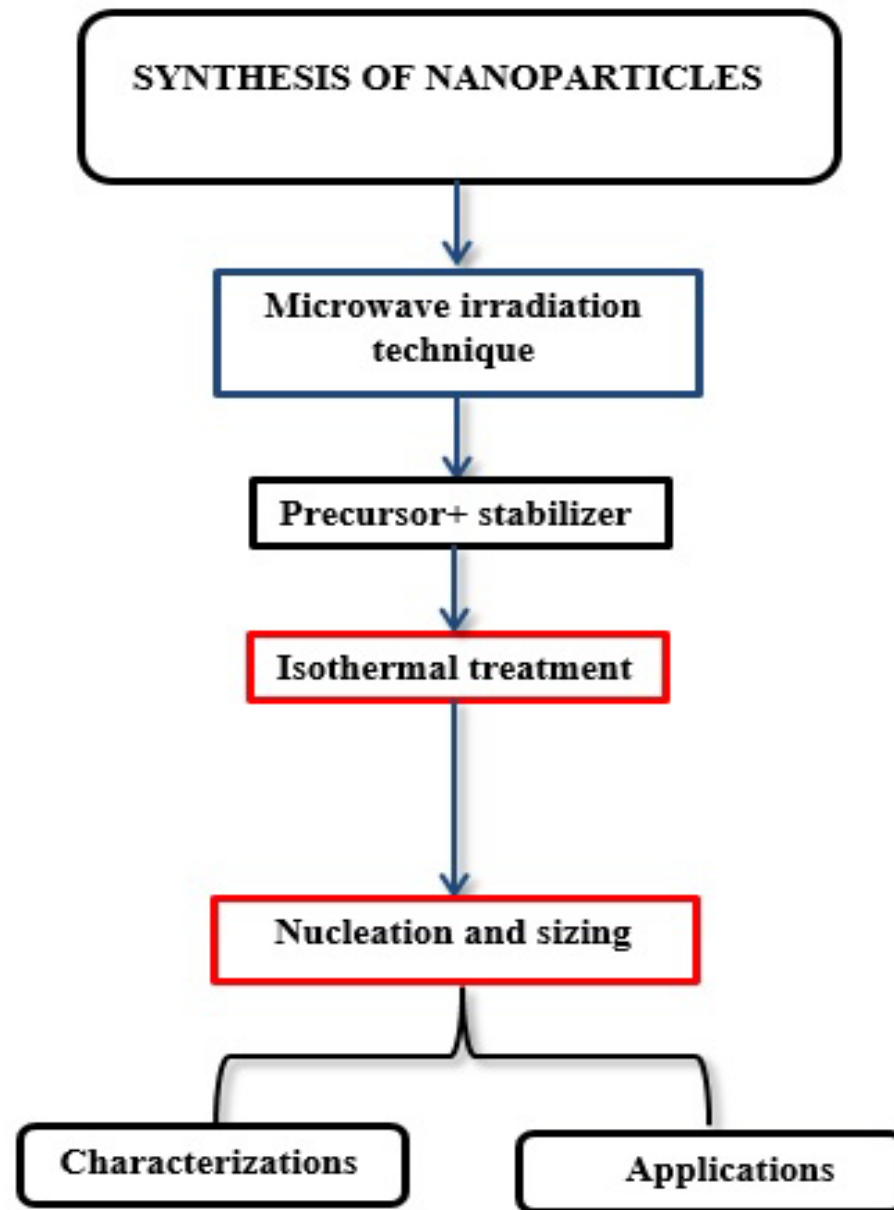 SYNTHESIS OF NANOPARTICLES
Microwave irradiation
technique
Precursor+ stabilizer
Isothermal treatment
Nucleation and sizing
Characterizations
Applications